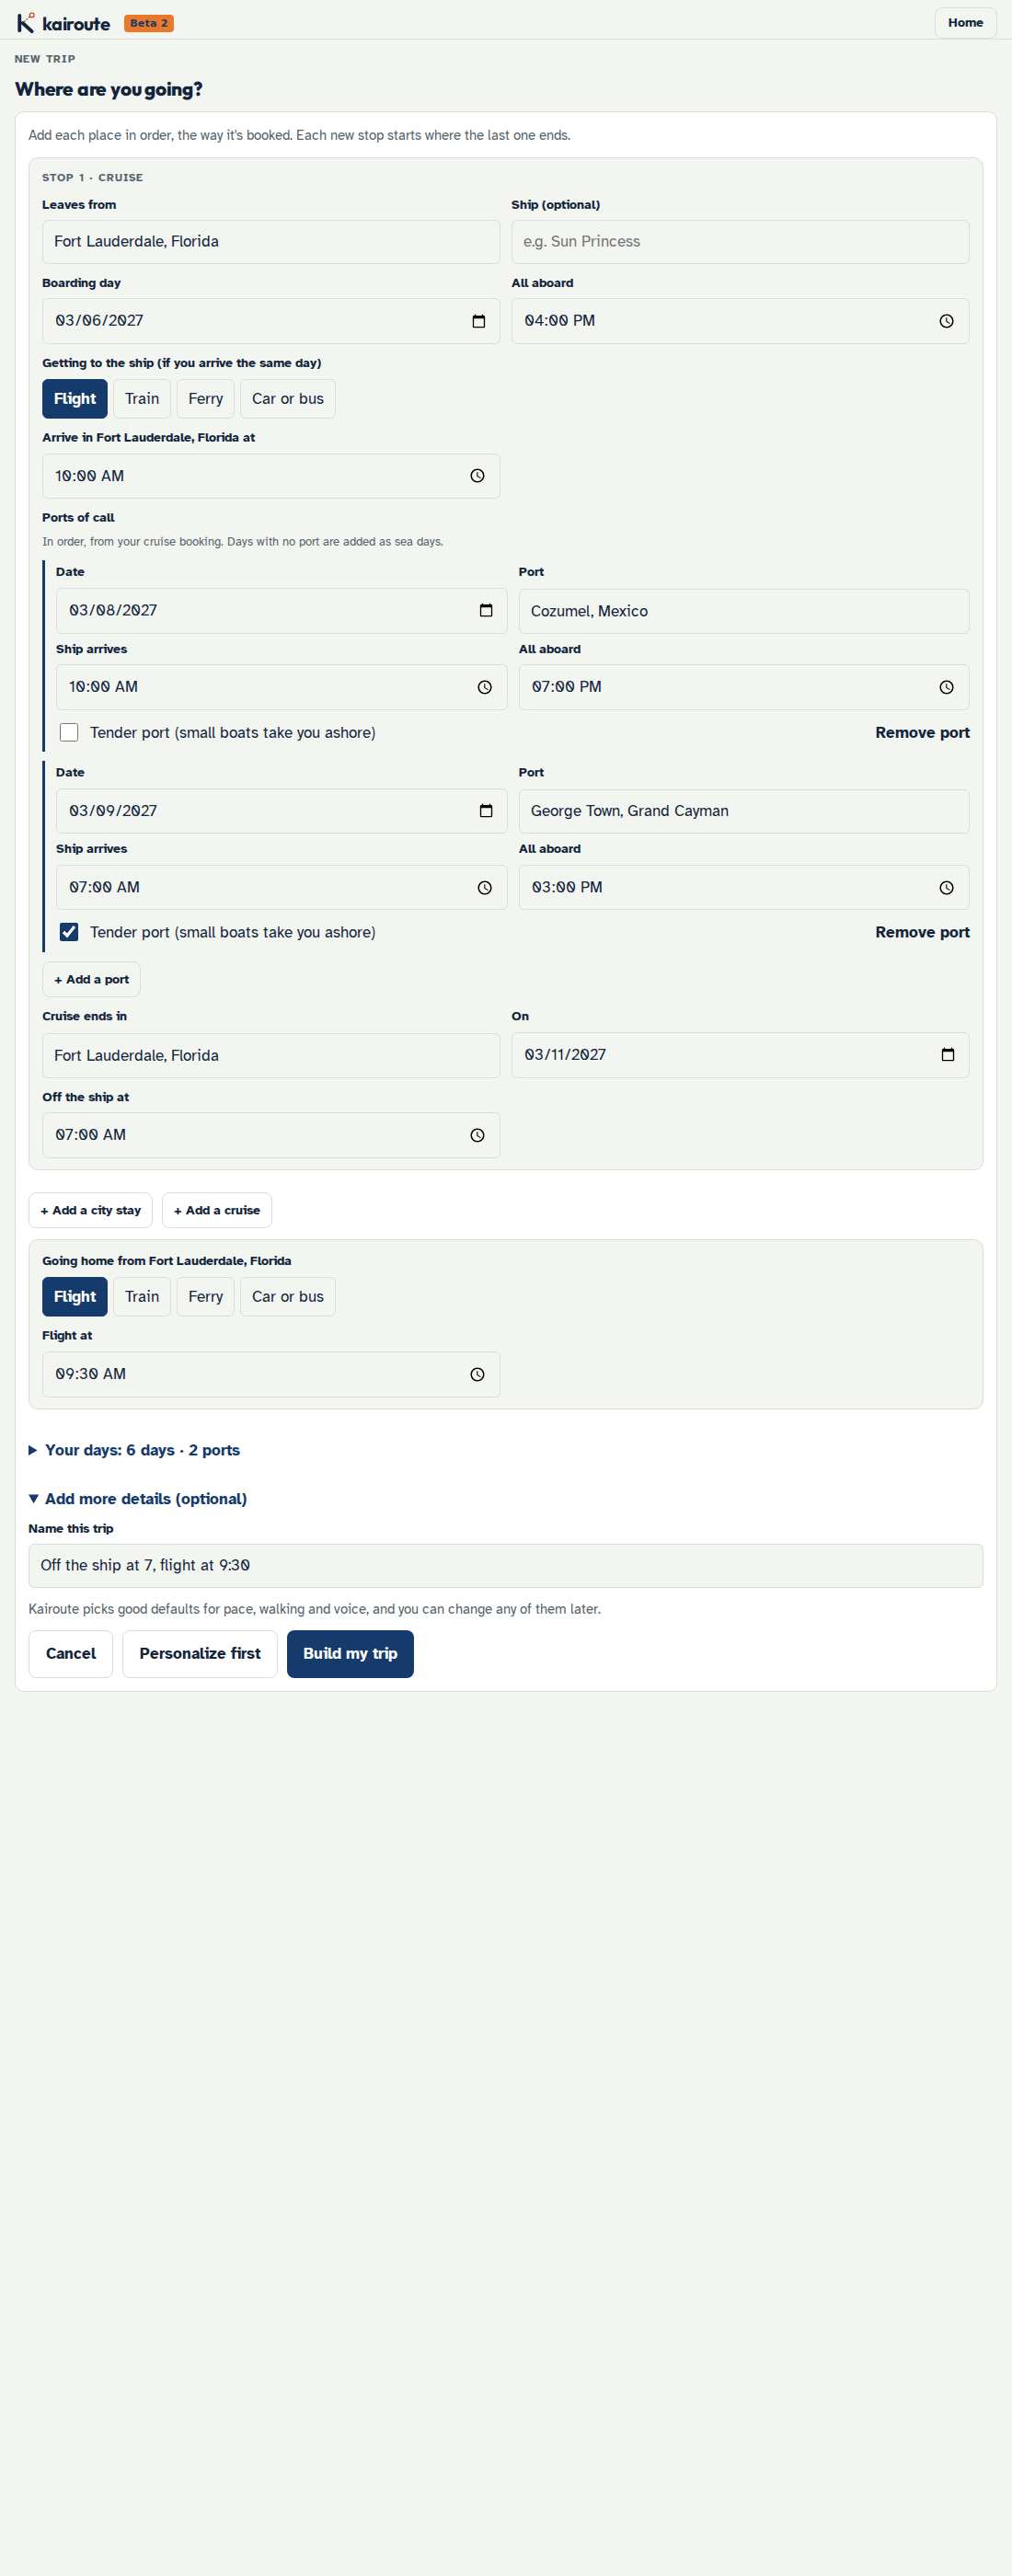 kairoute Beta 2 Home
NEW TRIP
Where are you going?
Add each place in order, the way it's booked. Each new stop starts where the last one ends.
STOP 1 · CRUISE
Leaves from Ship (optional)
Fort Lauderdale, Florida e.g. Sun Princess
Boarding day All aboard
03/06/2027 04:00 PM
Getting to the ship (if you arrive the same day)
Flight Train Ferry Car or bus
Arrive in Fort Lauderdale, Florida at
10:00 AM
Ports of call
In order, from your cruise booking. Days with no port are added as sea days.
Date Port
03/08/2027 Cozumel, Mexico
Ship arrives All aboard
10:00 AM 07:00 PM
Tender port (small boats take you ashore) Remove port
Date Port
03/09/2027 George Town, Grand Cayman
Ship arrives All aboard
07:00 AM 03:00 PM
Tender port (small boats take you ashore) Remove port
+ Add a port
Cruise ends in On
Fort Lauderdale, Florida 03/11/2027
Off the ship at
07:00 AM
+ Add a city stay + Add a cruise
Going home from Fort Lauderdale, Florida
Flight Train Ferry Car or bus
Flight at
09:30 AM
Your days: 6 days · 2 ports
Add more details (optional)
Name this trip
Off the ship at 7, flight at 9:30
Kairoute picks good defaults for pace, walking and voice, and you can change any of them later.
Cancel Personalize first Build my trip